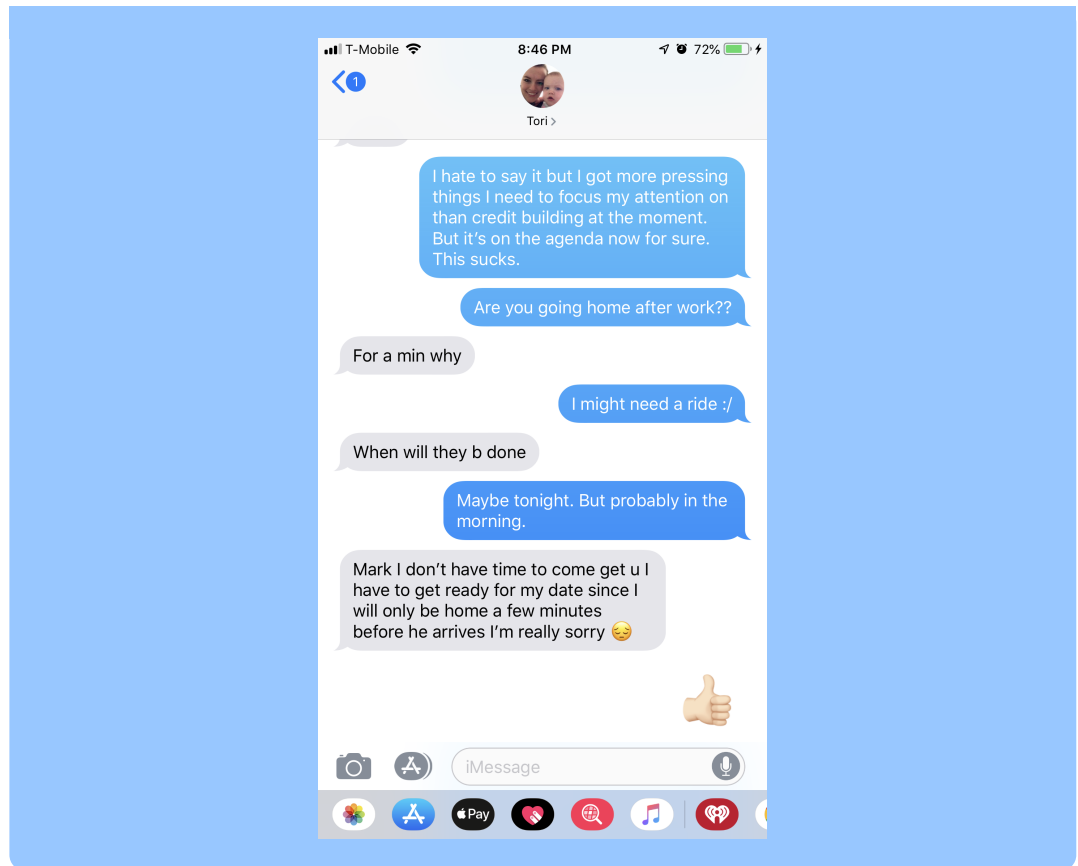 T-Mobile 8:46 PM 72%
1
Tori >
I hate to say it but I got more pressing
things I need to focus my attention on
than credit building at the moment.
But it's on the agenda now for sure.
This sucks.
Are you going home after work??
For a min why
I might need a ride :/
When will they b done
Maybe tonight. But probably in the
morning.
Mark I don't have time to come get u I
have to get ready for my date since I
will only be home a few minutes
before he arrives I'm really sorry 😔
👍🏻
iMessage
Pay